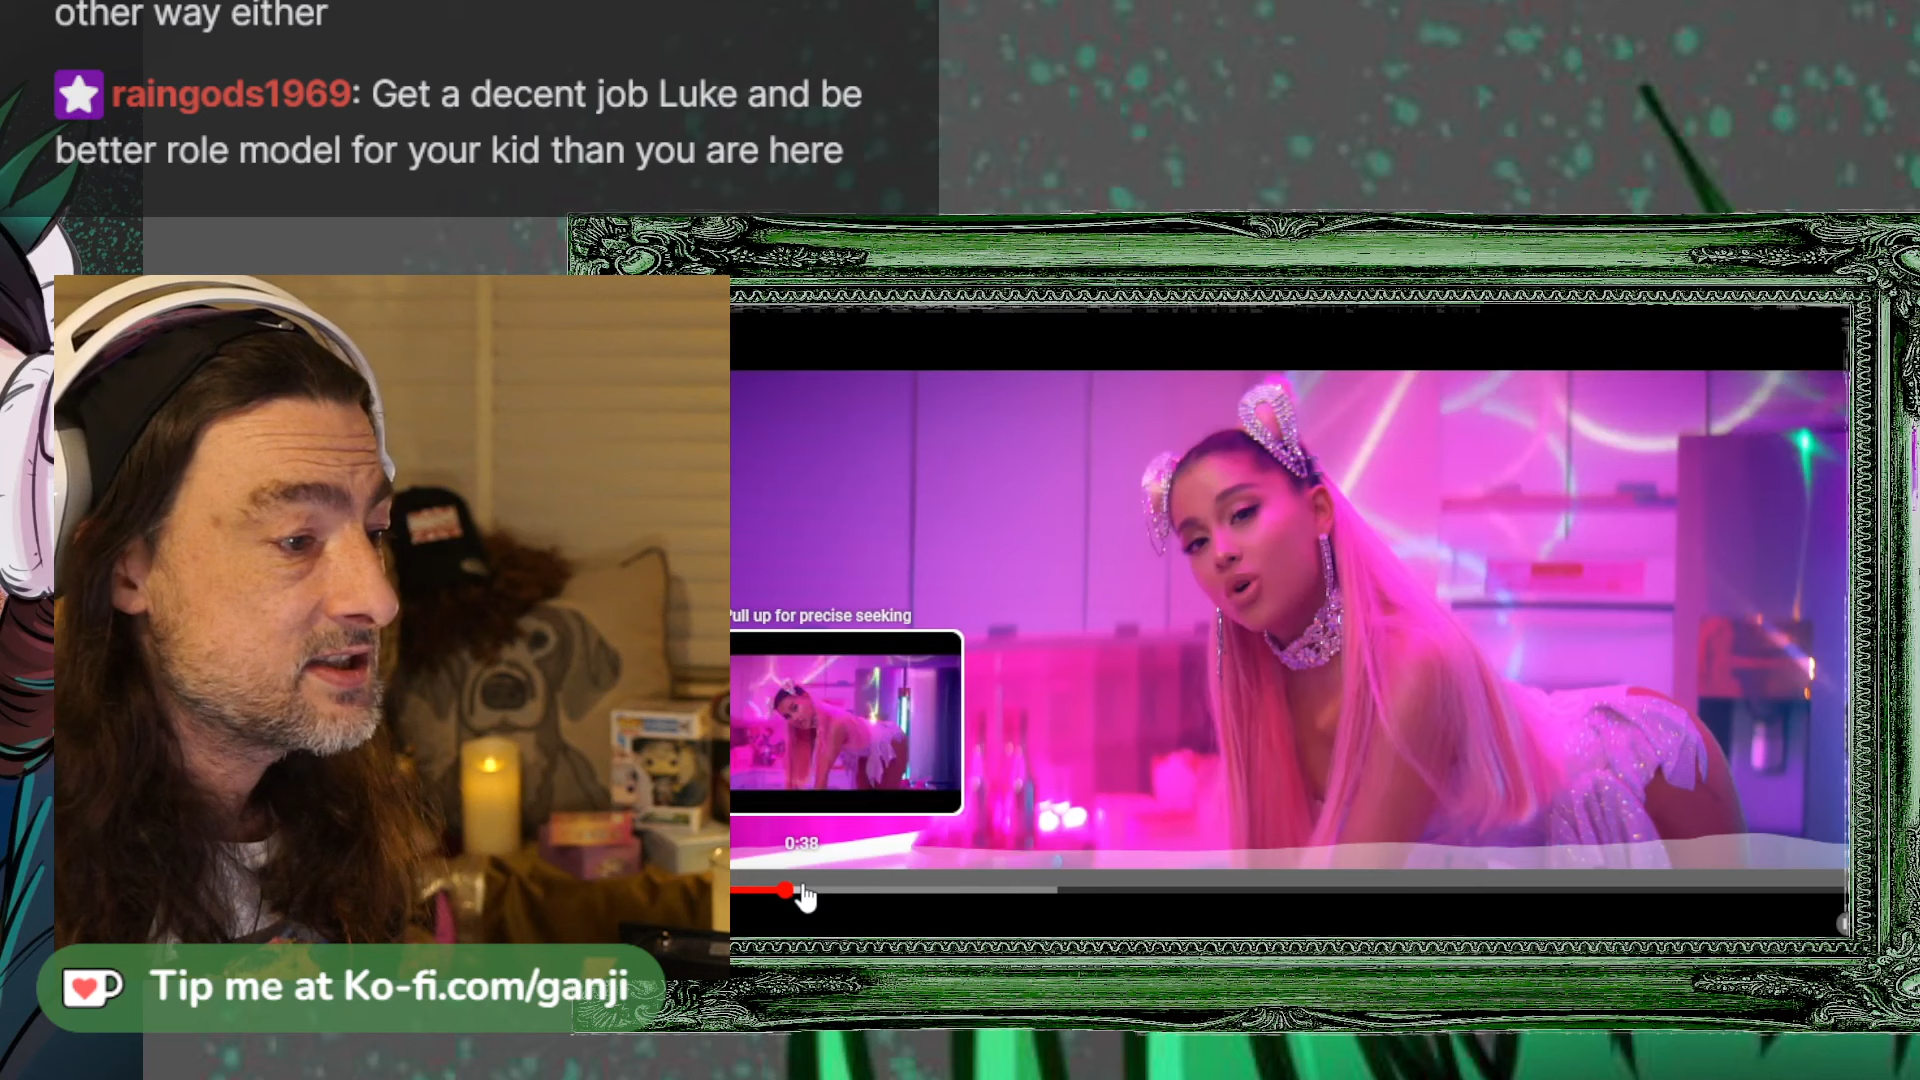 other way either
raingods1969: Get a decent job Luke and be
better role model for your kid than you are here
Pull up for precise seeking
0:38
Tip me at Ko-fi.com/ganji